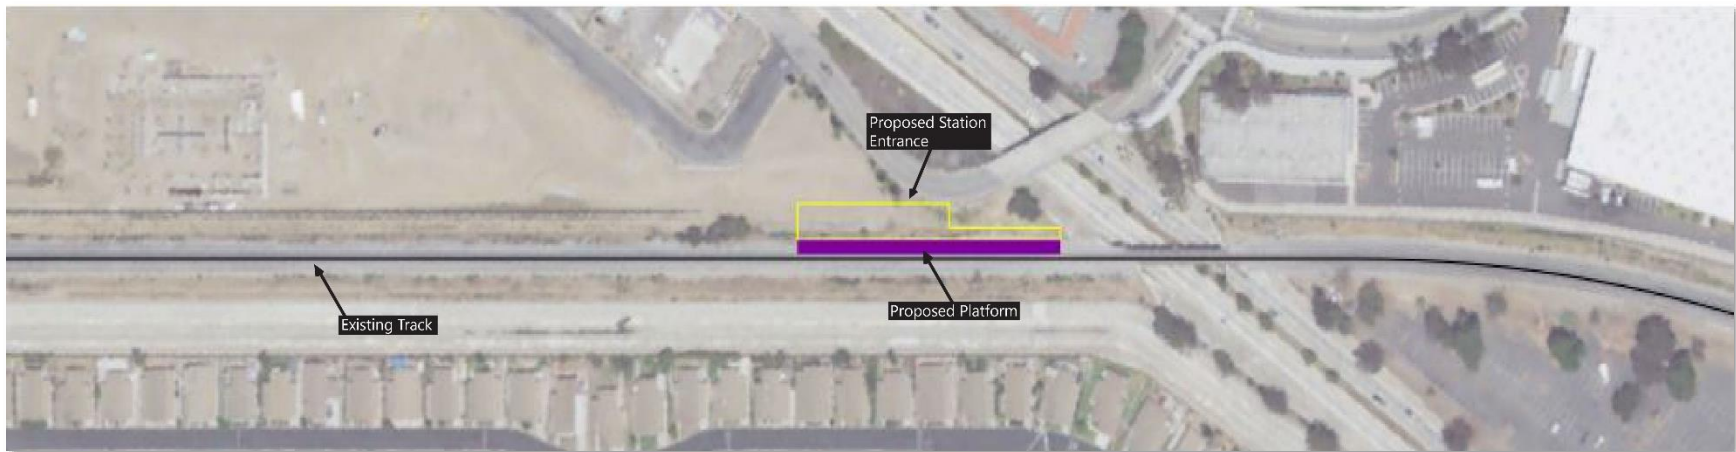 Proposed Station
Entrance
Proposed Platform
Existing Track